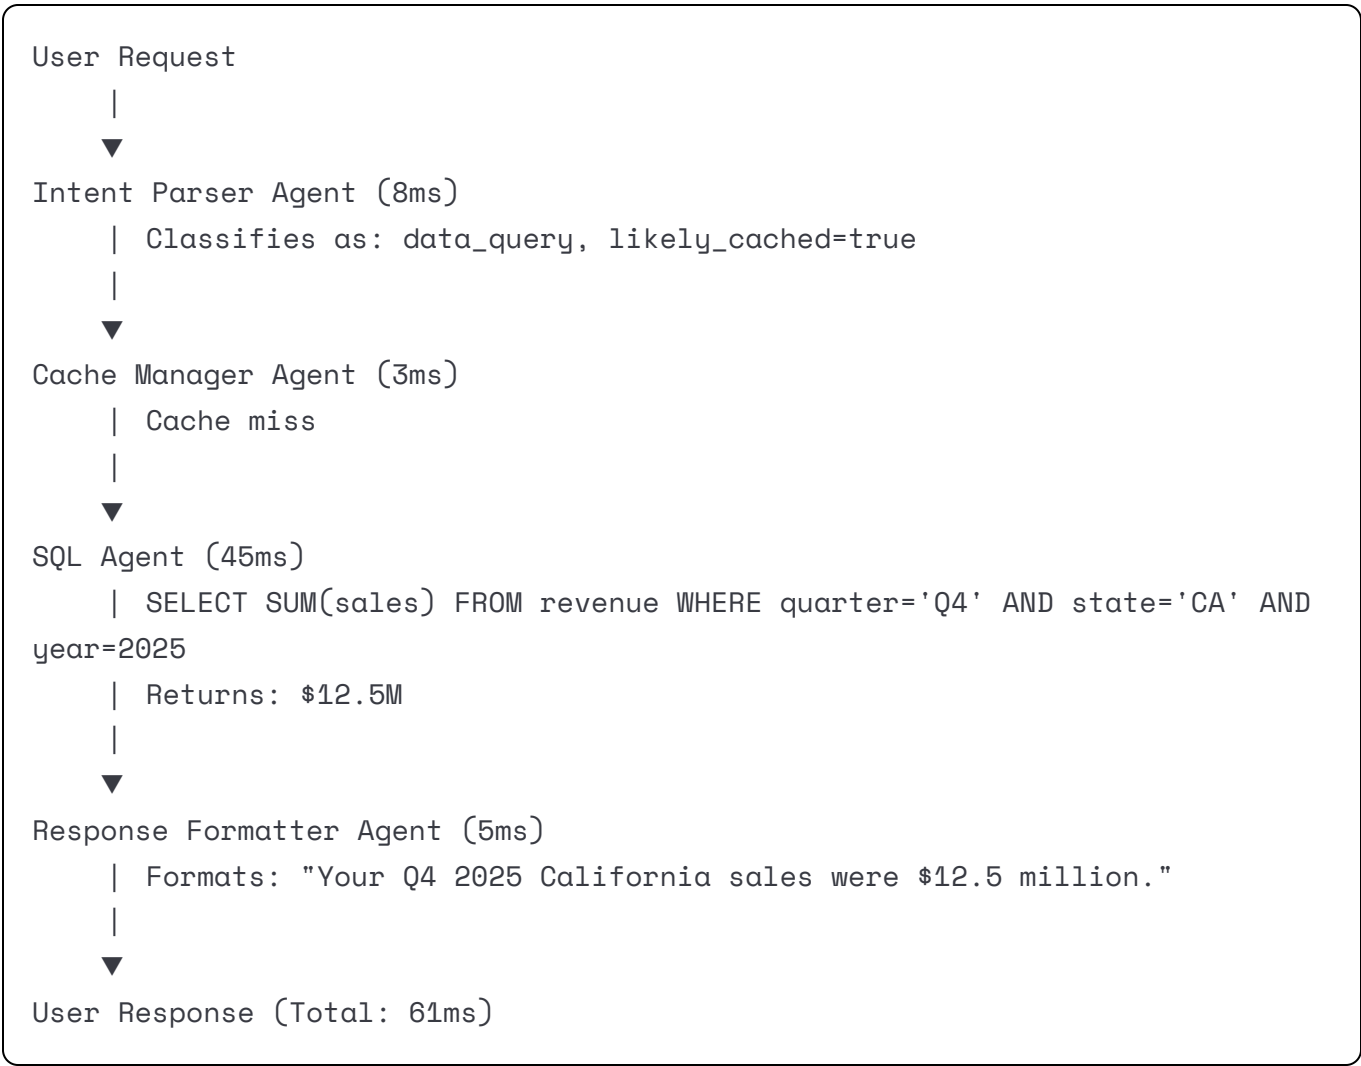 User Request
|
▼
Intent Parser Agent (8ms)
| Classifies as: data_query, likely_cached=true
|
▼
Cache Manager Agent (3ms)
| Cache miss
|
▼
SQL Agent (45ms)
| SELECT SUM(sales) FROM revenue WHERE quarter='Q4' AND state='CA' AND
year=2025
| Returns: $12.5M
|
▼
Response Formatter Agent (5ms)
| Formats: "Your Q4 2025 California sales were $12.5 million."
|
▼
User Response (Total: 61ms)